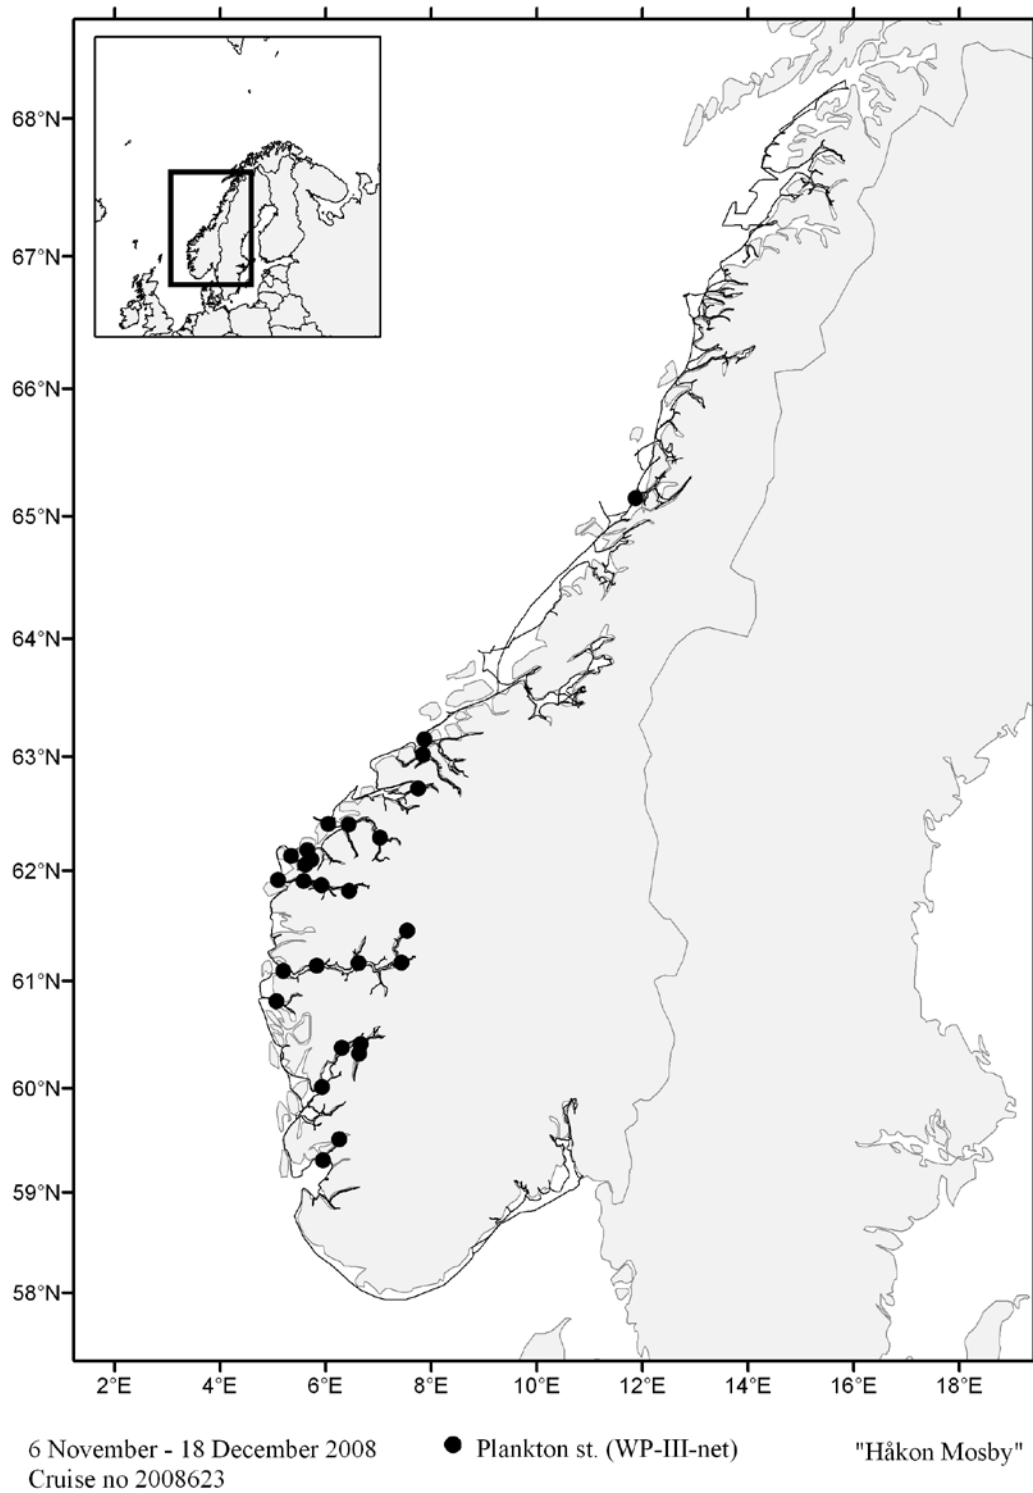 68°N
67°N
66°N
65°N
64°N
63°N
62°N
61°N
60°N
59°N
58°N
2°E 4°E 6°E 8°E 10°E 12°E 14°E 16°E 18°E
6 November - 18 December 2008 Plankton st. (WP-III-net) "Håkon Mosby"
Cruise no 2008623